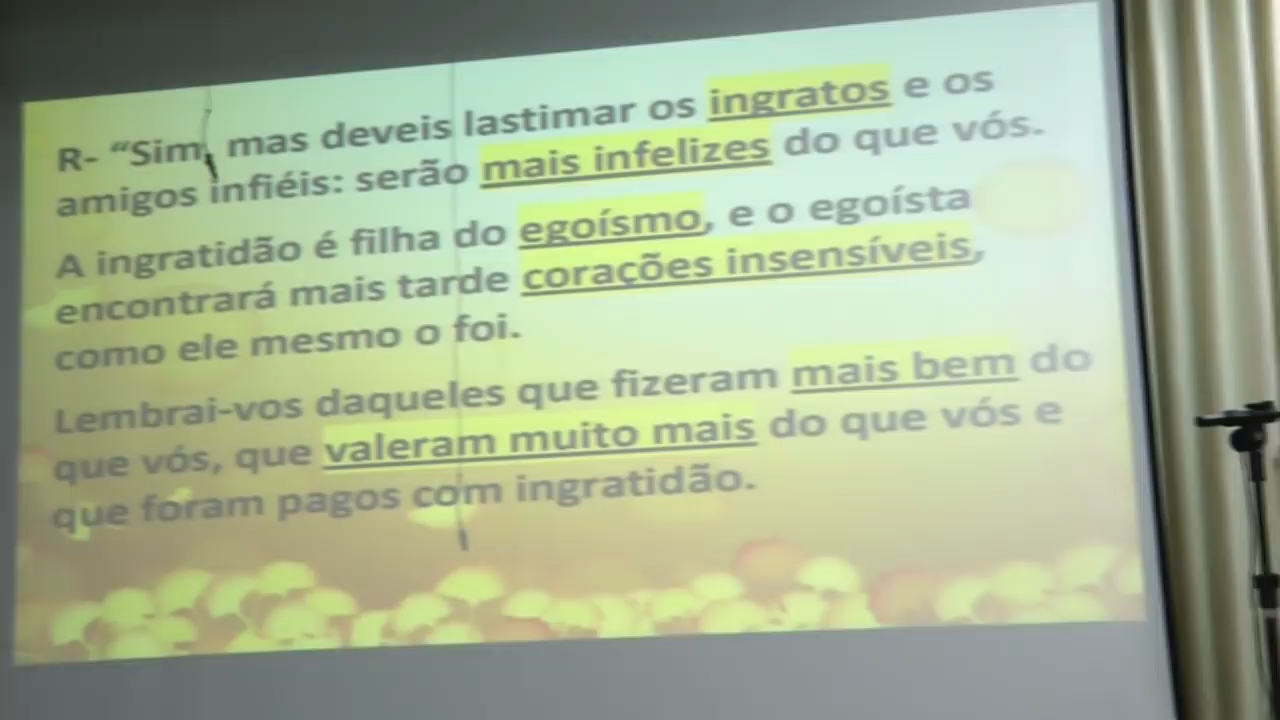 R- “Sim, mas deveis lastimar os ingratos e os
amigos infiéis: serão mais infelizes do que vós.
A ingratidão é filha do egoísmo, e o egoísta
encontrará mais tarde corações insensíveis,
como ele mesmo o foi.
Lembrai-vos daqueles que fizeram mais bem do
que vós, que valeram muito mais do que vós e
que foram pagos com ingratidão.